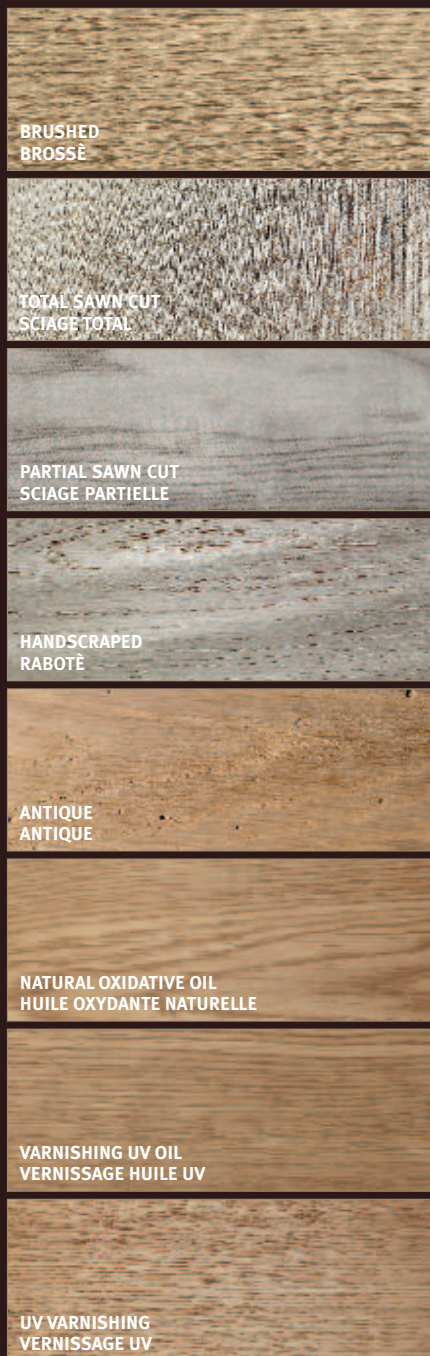 BRUSHED
BROSSÈ
TOTAL SAWN CUT
SCIAGE TOTAL
PARTIAL SAWN CUT
SCIAGE PARTIELLE
HANDSCRAPED
RABOTÈ
ANTIQUE
ANTIQUE
NATURAL OXIDATIVE OIL
HUILE OXYDANTE NATURELLE
VARNISHING UV OIL
VERNISSAGE HUILE UV
UV VARNISHING
VERNISSAGE UV